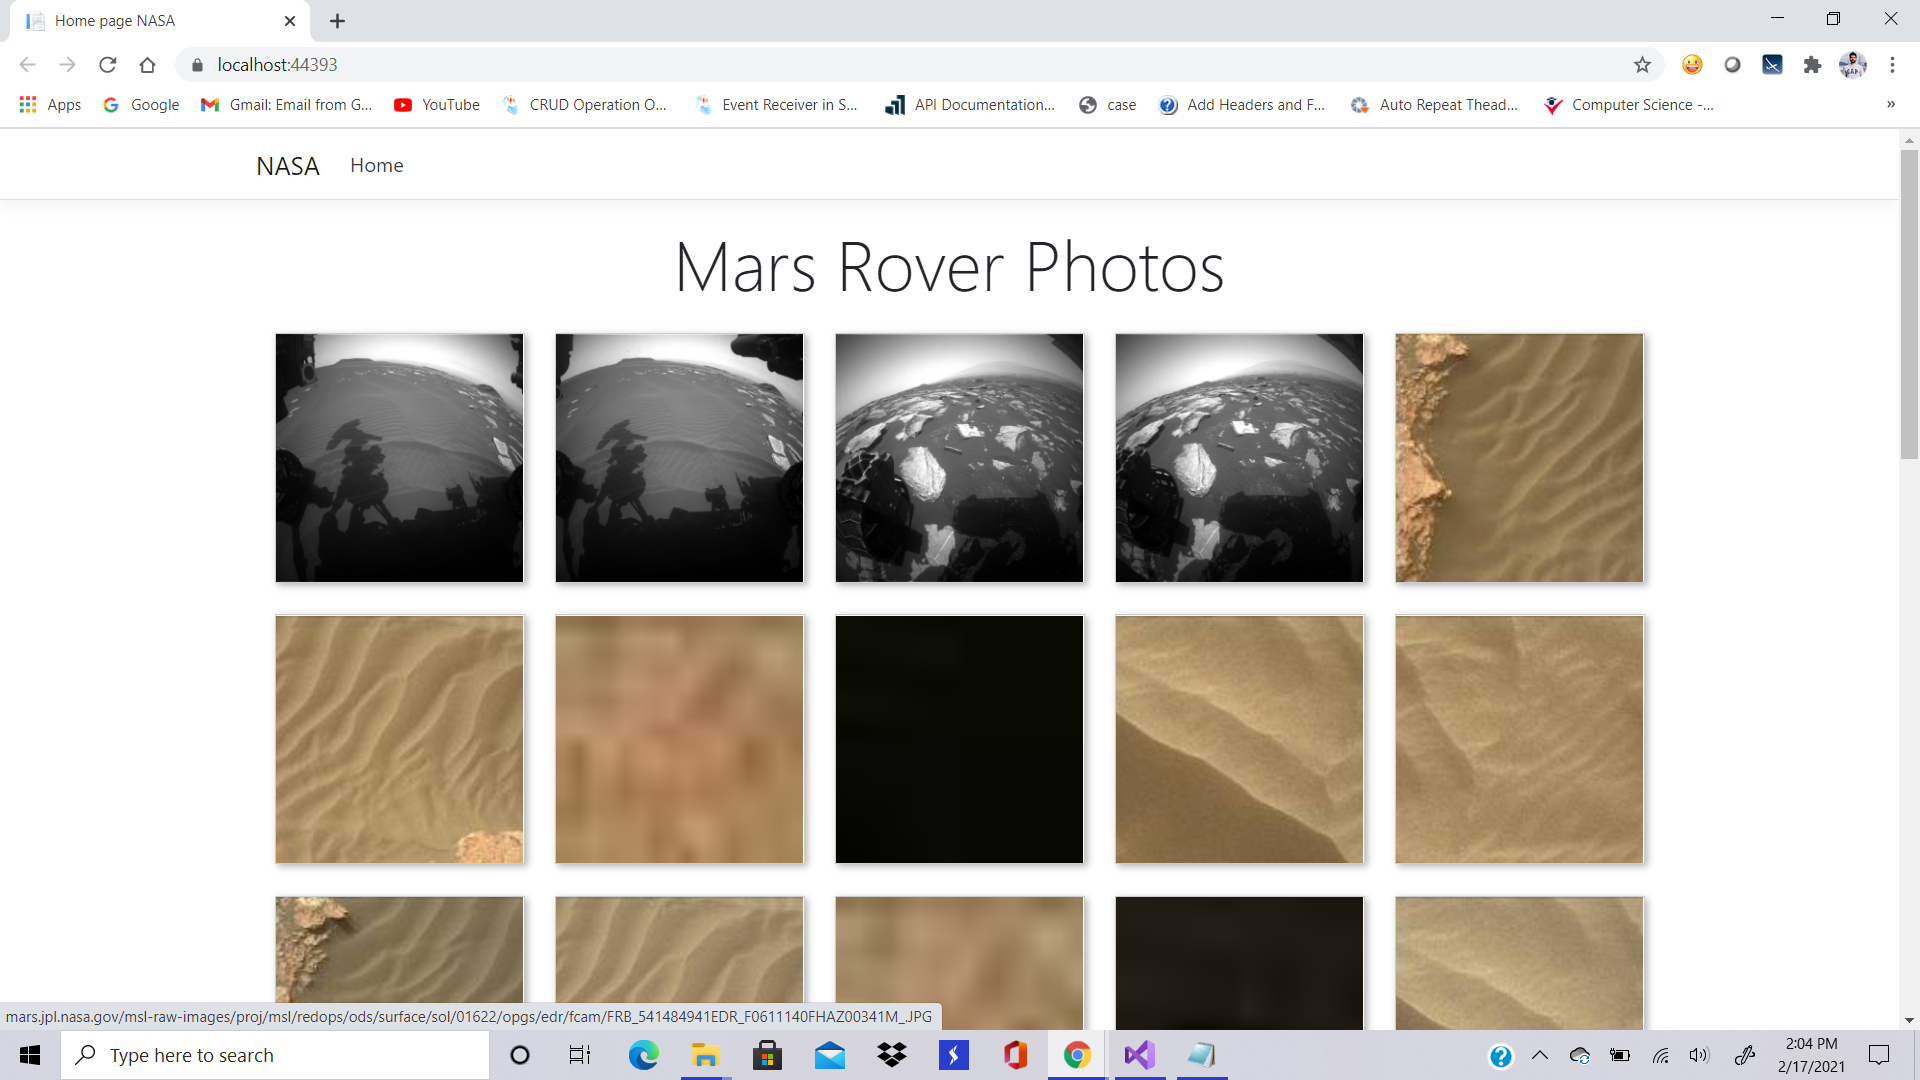 Home page NASA
localhost:44393
Apps Google Gmail: Email from G... YouTube CRUD Operation O... Event Receiver in S... API Documentation... case Add Headers and F... Auto Repeat Thead... Computer Science -... »
NASA Home
Mars Rover Photos
mars.jpl.nasa.gov/msl-raw-images/proj/msl/redops/ods/surface/sol/01622/opgs/edr/fcam/FRB_541484941EDR_F0611140FHAZ00341M_.JPG
Type here to search
2:04 PM
2/17/2021